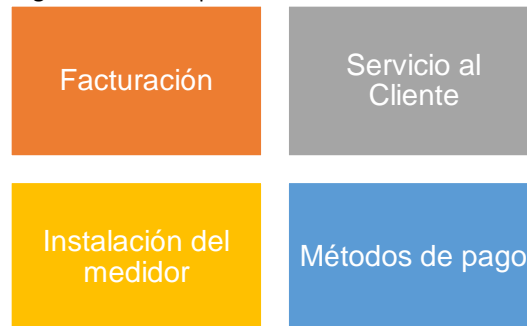 Facturación
Servicio al
Cliente
Instalación del
medidor
Métodos de pago